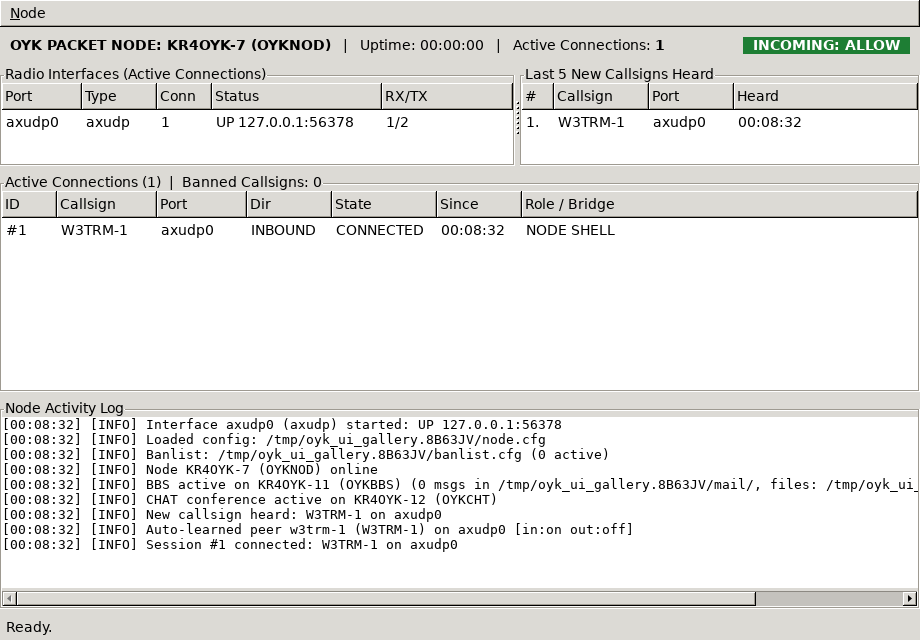 Node
OYK PACKET NODE: KR4OYK-7 (OYKNOD) | Uptime: 00:00:00 | Active Connections: 1 INCOMING: ALLOW
Radio Interfaces (Active Connections)
Port Type Conn Status RX/TX
axudp0 axudp 1 UP 127.0.0.1:56378 1/2
Last 5 New Callsigns Heard
# Callsign Port Heard
1. W3TRM-1 axudp0 00:08:32
Active Connections (1) | Banned Callsigns: 0
ID Callsign Port Dir State Since Role / Bridge
#1 W3TRM-1 axudp0 INBOUND CONNECTED 00:08:32 NODE SHELL
Node Activity Log
[00:08:32] [INFO] Interface axudp0 (axudp) started: UP 127.0.0.1:56378
[00:08:32] [INFO] Loaded config: /tmp/oyk_ui_gallery.8B63JV/node.cfg
[00:08:32] [INFO] Banlist: /tmp/oyk_ui_gallery.8B63JV/banlist.cfg (0 active)
[00:08:32] [INFO] Node KR4OYK-7 (OYKNOD) online
[00:08:32] [INFO] BBS active on KR4OYK-11 (OYKBBS) (0 msgs in /tmp/oyk_ui_gallery.8B63JV/mail/, files: /tmp/oyk_ui_
[00:08:32] [INFO] CHAT conference active on KR4OYK-12 (OYKCHT)
[00:08:32] [INFO] New callsign heard: W3TRM-1 on axudp0
[00:08:32] [INFO] Auto-learned peer w3trm-1 (W3TRM-1) on axudp0 [in:on out:off]
[00:08:32] [INFO] Session #1 connected: W3TRM-1 on axudp0
Ready.